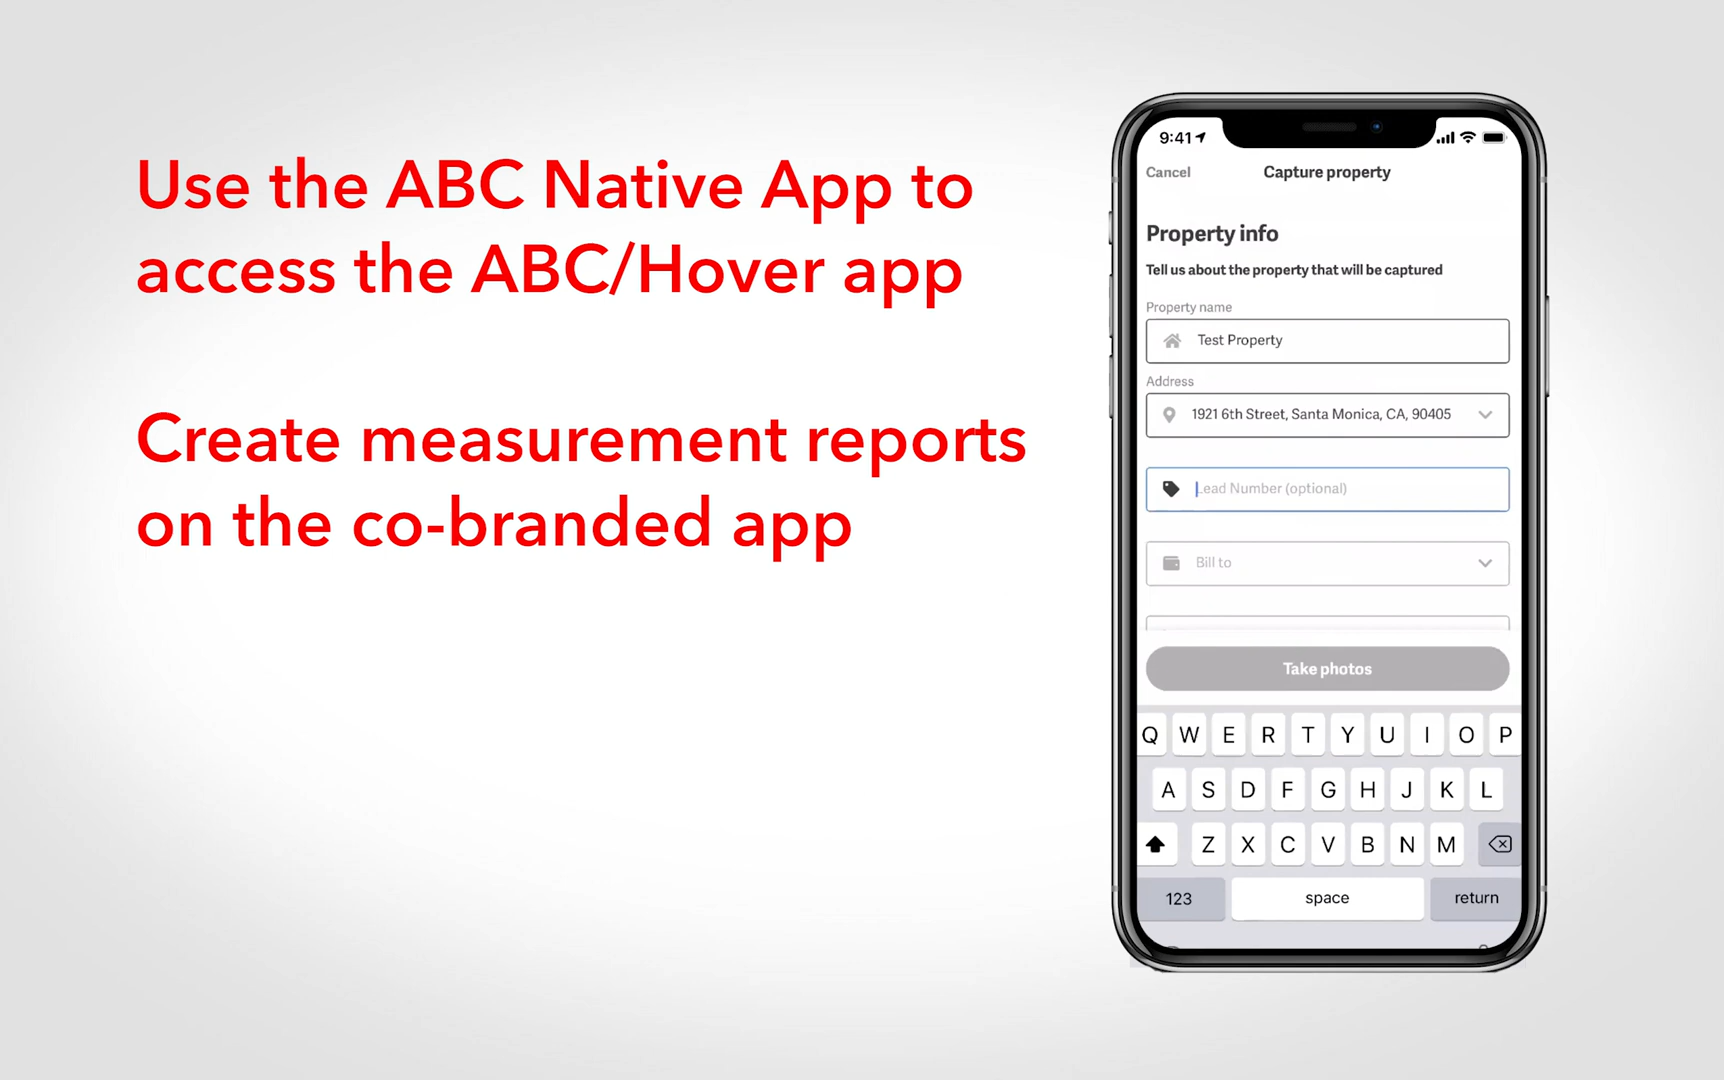 Use the ABC Native App to
access the ABC/Hover app
Create measurement reports
on the co-branded app
9:41
Cancel
Capture property
Property info
Tell us about the property that will be captured
Property name
Test Property
Address
1921 6th Street, Santa Monica, CA, 90405
Lead Number (optional)
Bill to
Take photos
Q W E R T Y U I O P
A S D F G H J K L
Z X C V B N M
123 space return